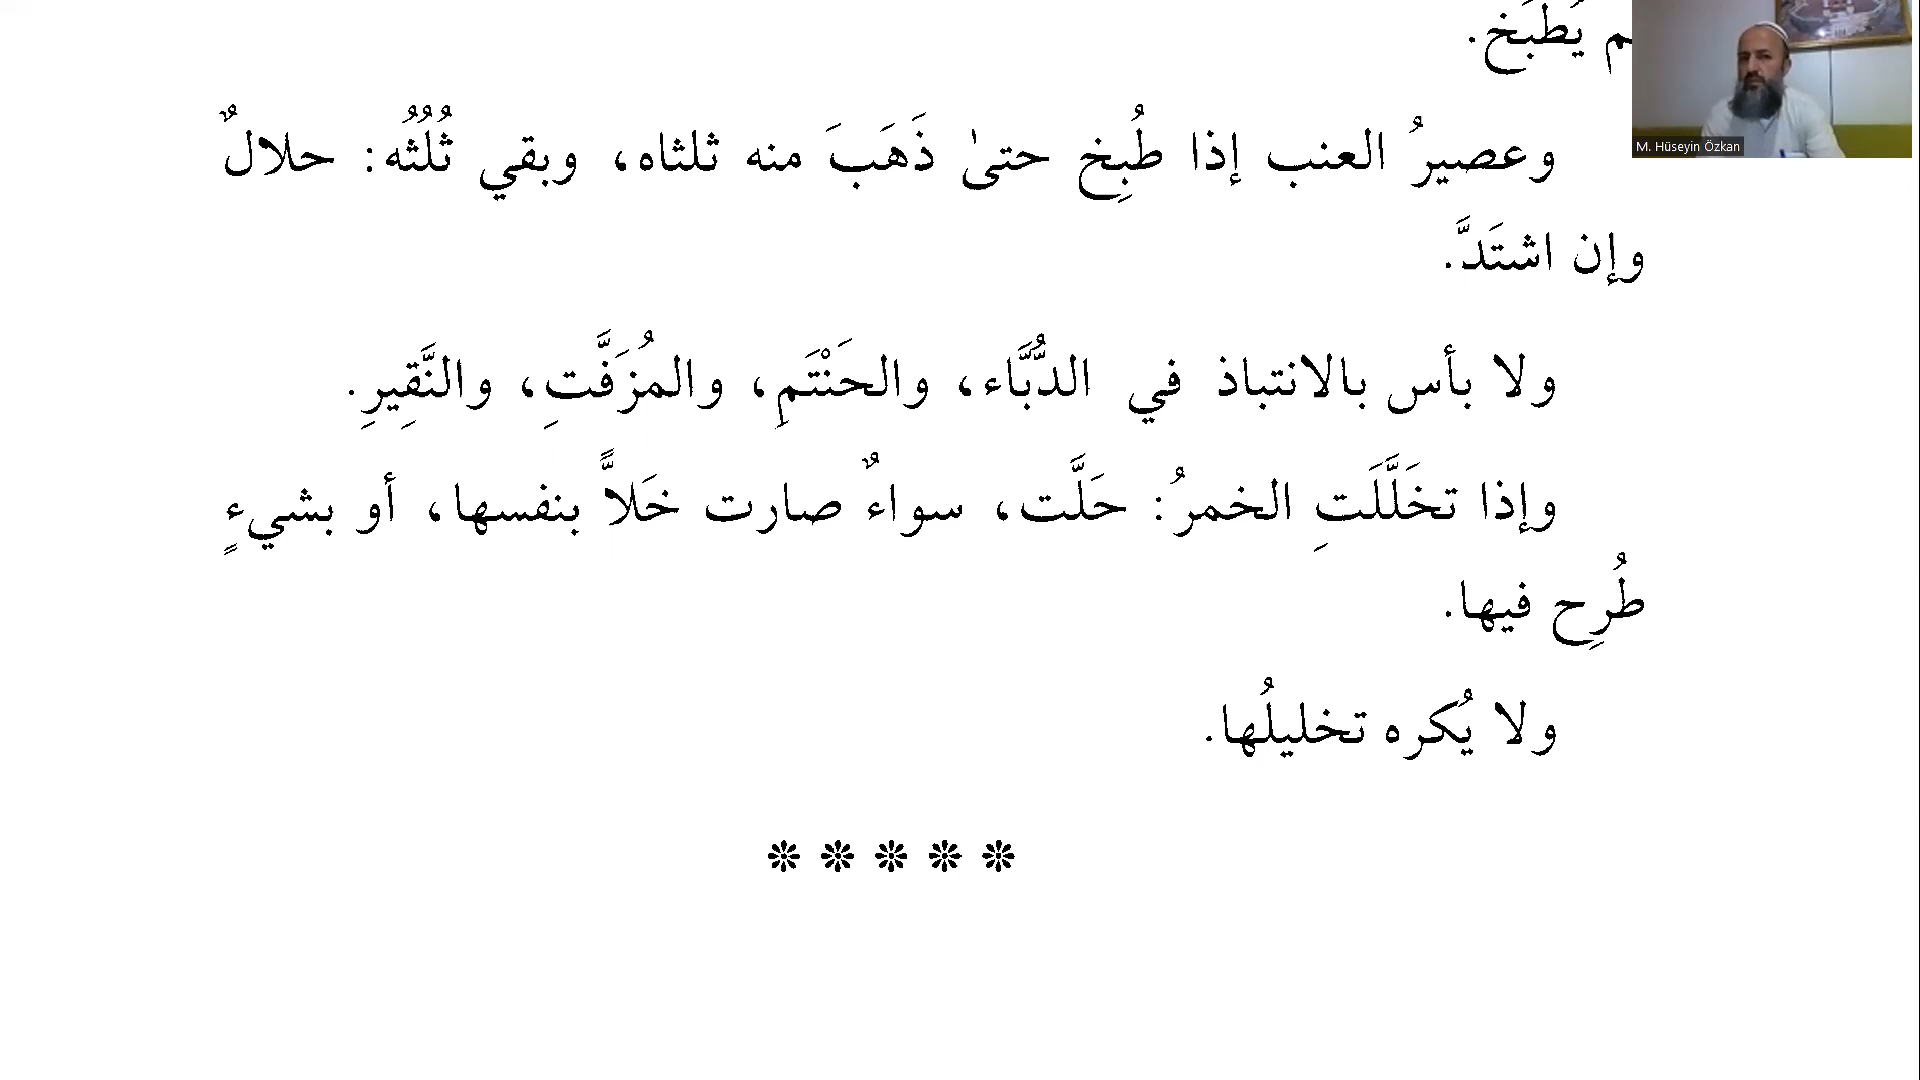 يُطبَخ.
وعصيرُ العنب إذا طُبِخ حتىٰ ذَهَبَ منه ثلثاه، وبقي ثُلُثُه: حلالٌ
وإن اشتَدَّ.
ولا بأس بالانتباذ في الدُّبَّاء، والحَنْتَمِ، والمُزَفَّتِ، والنَّقِيرِ.
وإذا تخَلَّلَتِ الخمرُ: حَلَّت، سواءٌ صارت خَلاًّ بنفسها، أو بشيءٍ
طُرِح فيها.
ولا يُكره تخليلُها.
M. Hüseyin Özkan